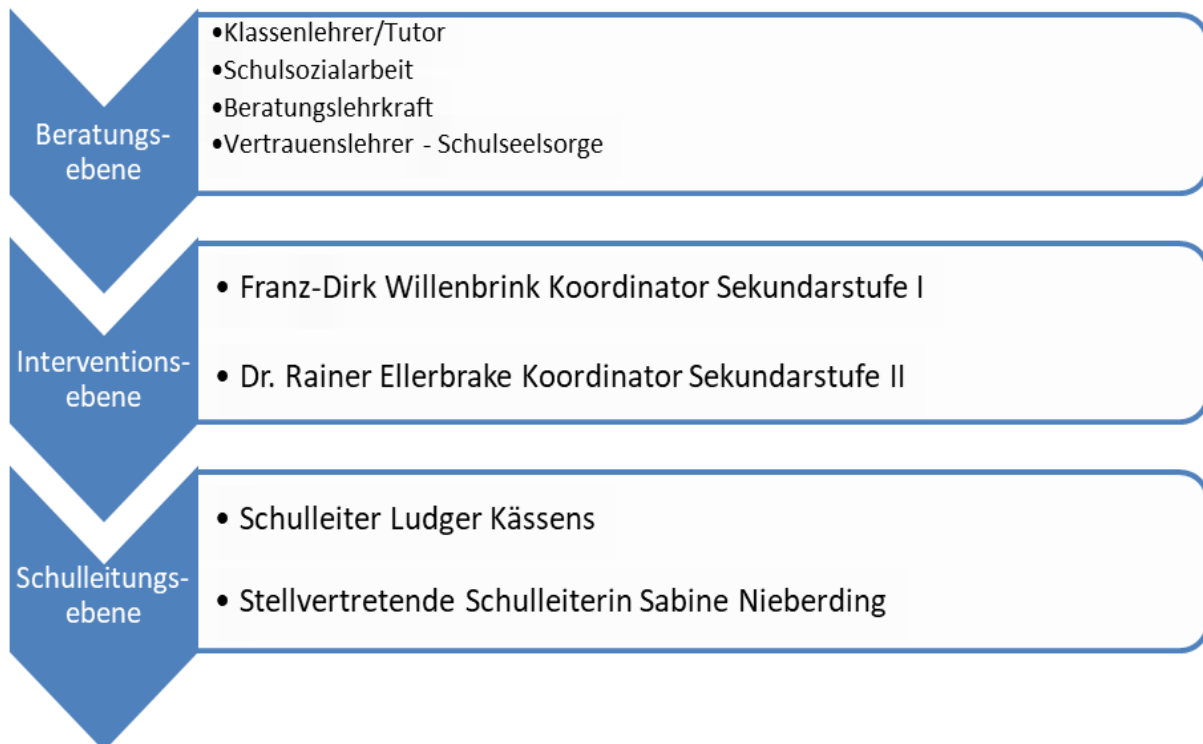 Beratungs-
ebene
•Klassenlehrer/Tutor
•Schulsozialarbeit
•Beratungslehrkraft
•Vertrauenslehrer - Schulseelsorge
Interventions-
ebene
• Franz-Dirk Willenbrink Koordinator Sekundarstufe I
• Dr. Rainer Ellerbrake Koordinator Sekundarstufe II
Schulleitungs-
ebene
• Schulleiter Ludger Kässens
• Stellvertretende Schulleiterin Sabine Nieberding